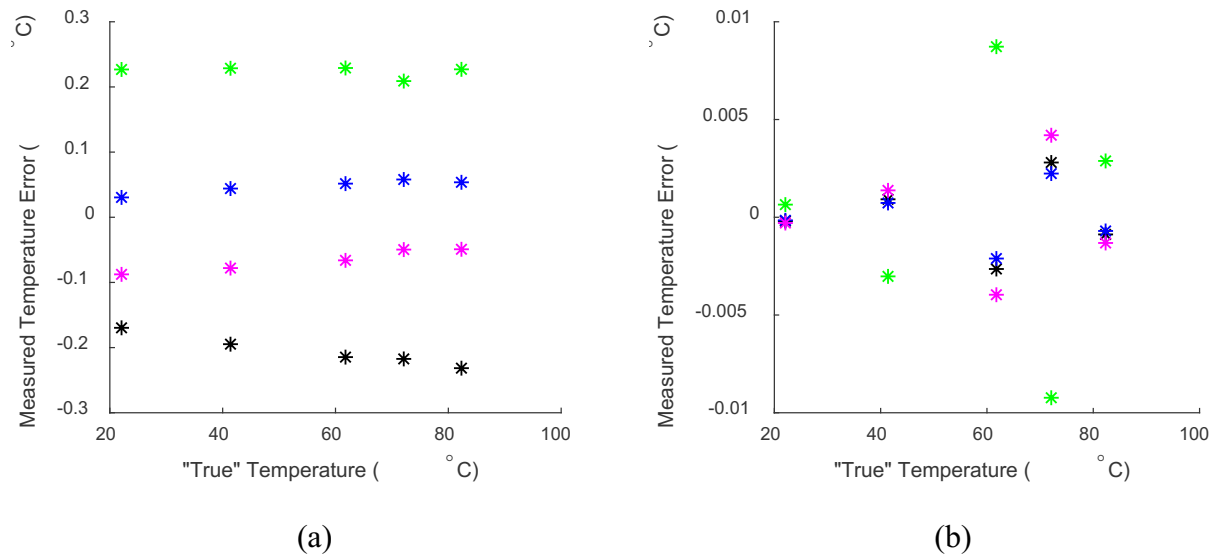 Measured Temperature Error (°C)
0.3
0.2
0.1
0
-0.1
-0.2
-0.3
20 40 60 80 100
"True" Temperature (°C)
(a)
Measured Temperature Error (°C)
0.01
0.005
0
-0.005
-0.01
20 40 60 80 100
"True" Temperature (°C)
(b)